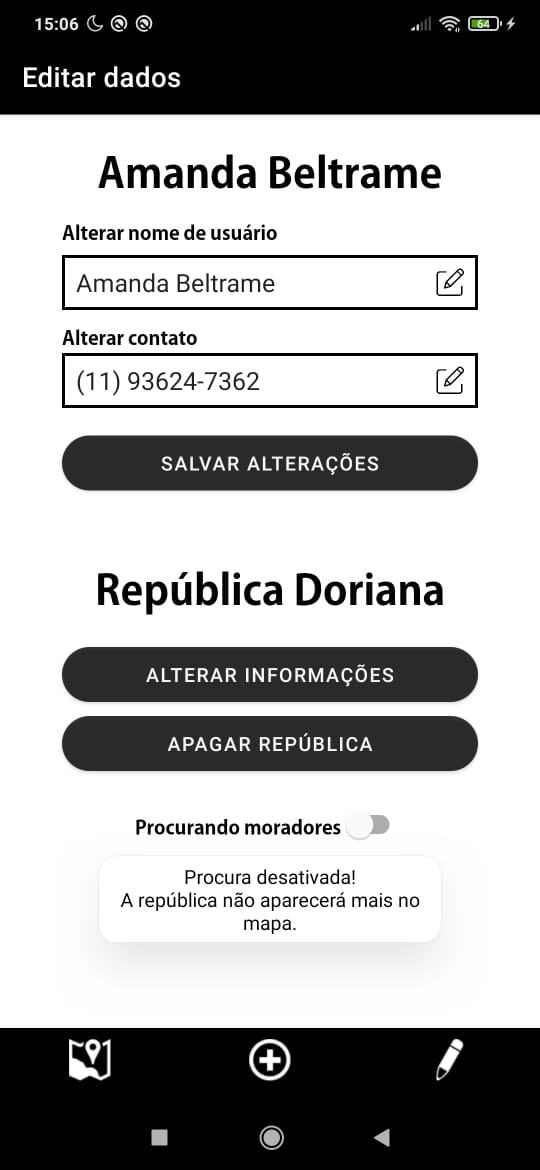 15:06
64
Editar dados
Amanda Beltrame
Alterar nome de usuário
Amanda Beltrame
Alterar contato
(11) 93624-7362
SALVAR ALTERAÇÕES
República Doriana
ALTERAR INFORMAÇÕES
APAGAR REPÚBLICA
Procurando moradores
Procura desativada!
A república não aparecerá mais no
mapa.